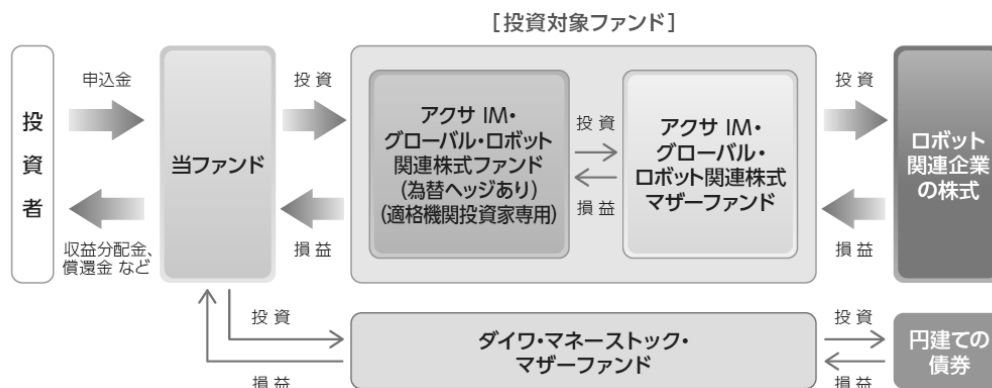 [投資対象ファンド]
投資者
申込金
収益分配金、
償還金 など
当ファンド
投 資
損 益
アクサ IM・
グローバル・ロボット
関連株式ファンド
(為替ヘッジあり)
(適格機関投資家専用)
投 資
損 益
アクサ IM・
グローバル・
ロボット関連株式
マザーファンド
投 資
損 益
ロボット
関連企業
の株式
投 資
損 益
ダイワ・マネーストック・
マザーファンド
投 資
損 益
円建ての
債券